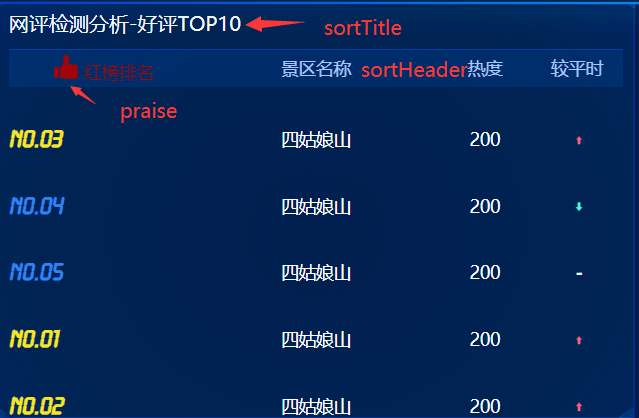 网评检测分析-好评TOP10 sortTitle
红榜排名 景区名称 sortHeader 热度 较平时
praise
NO.03 四姑娘山 200
NO.04 四姑娘山 200
NO.05 四姑娘山 200 -
NO.01 四姑娘山 200
NO.02 四姑娘山 200